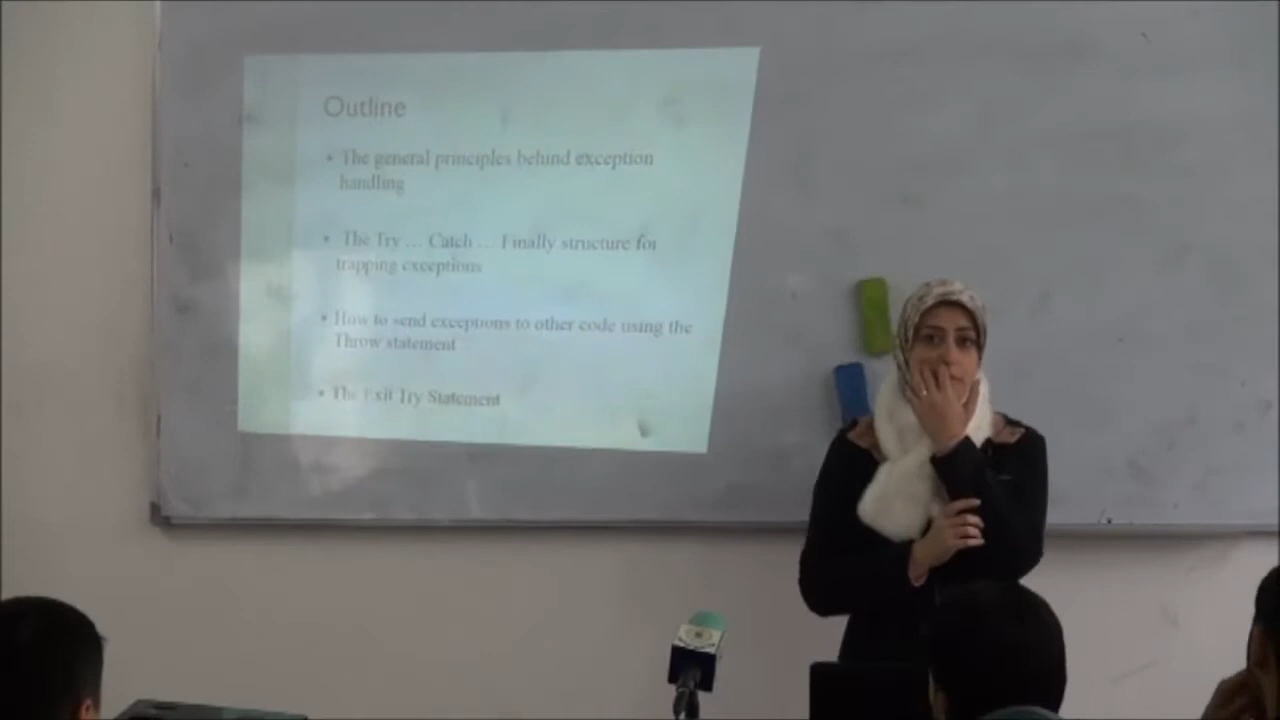 Outline
• The general principles behind exception
handling
• The Try ... Catch ... Finally structure for
trapping exceptions
• How to send exceptions to other code using the
Throw statement
• The Exit Try Statement